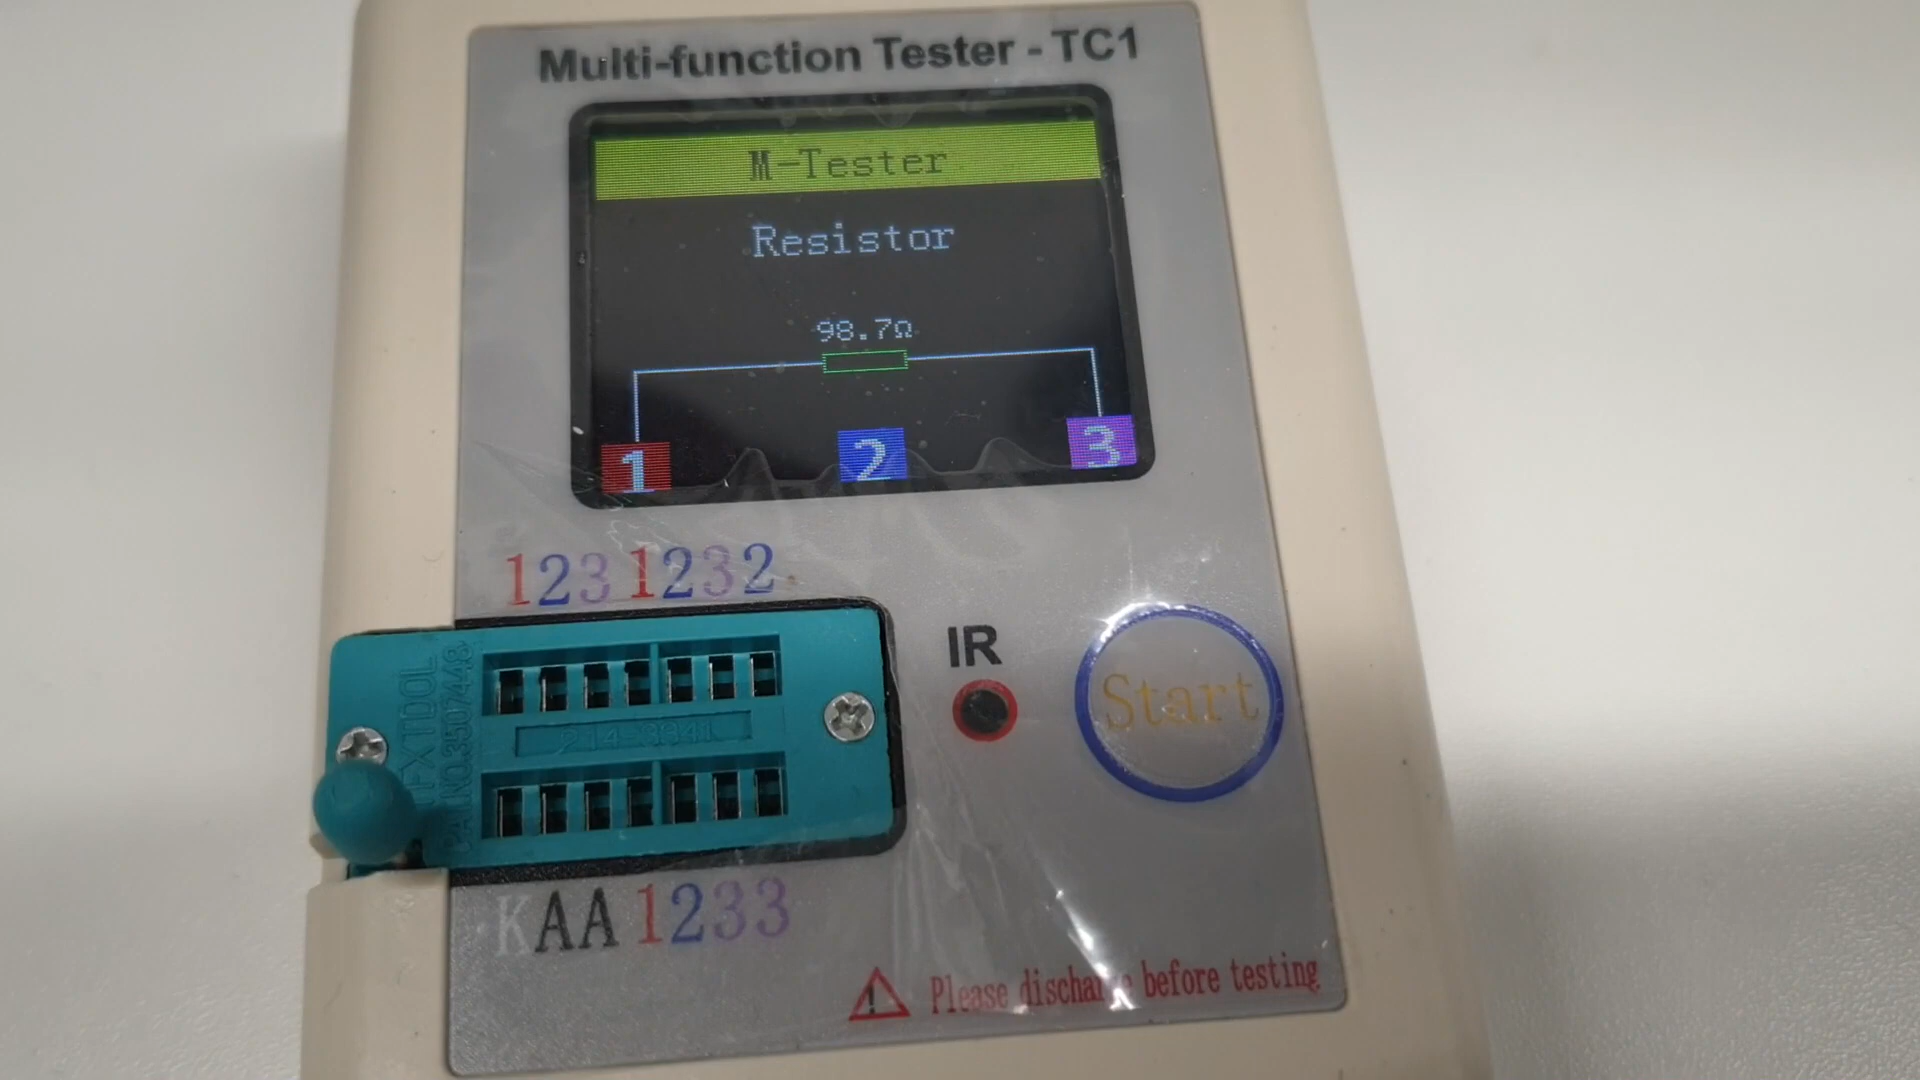 Multi-function Tester - TC1
M-Tester
Resistor
98.7Ω
1 2 3
1231232
IR
Start
KAA1233
Please discharge before testing